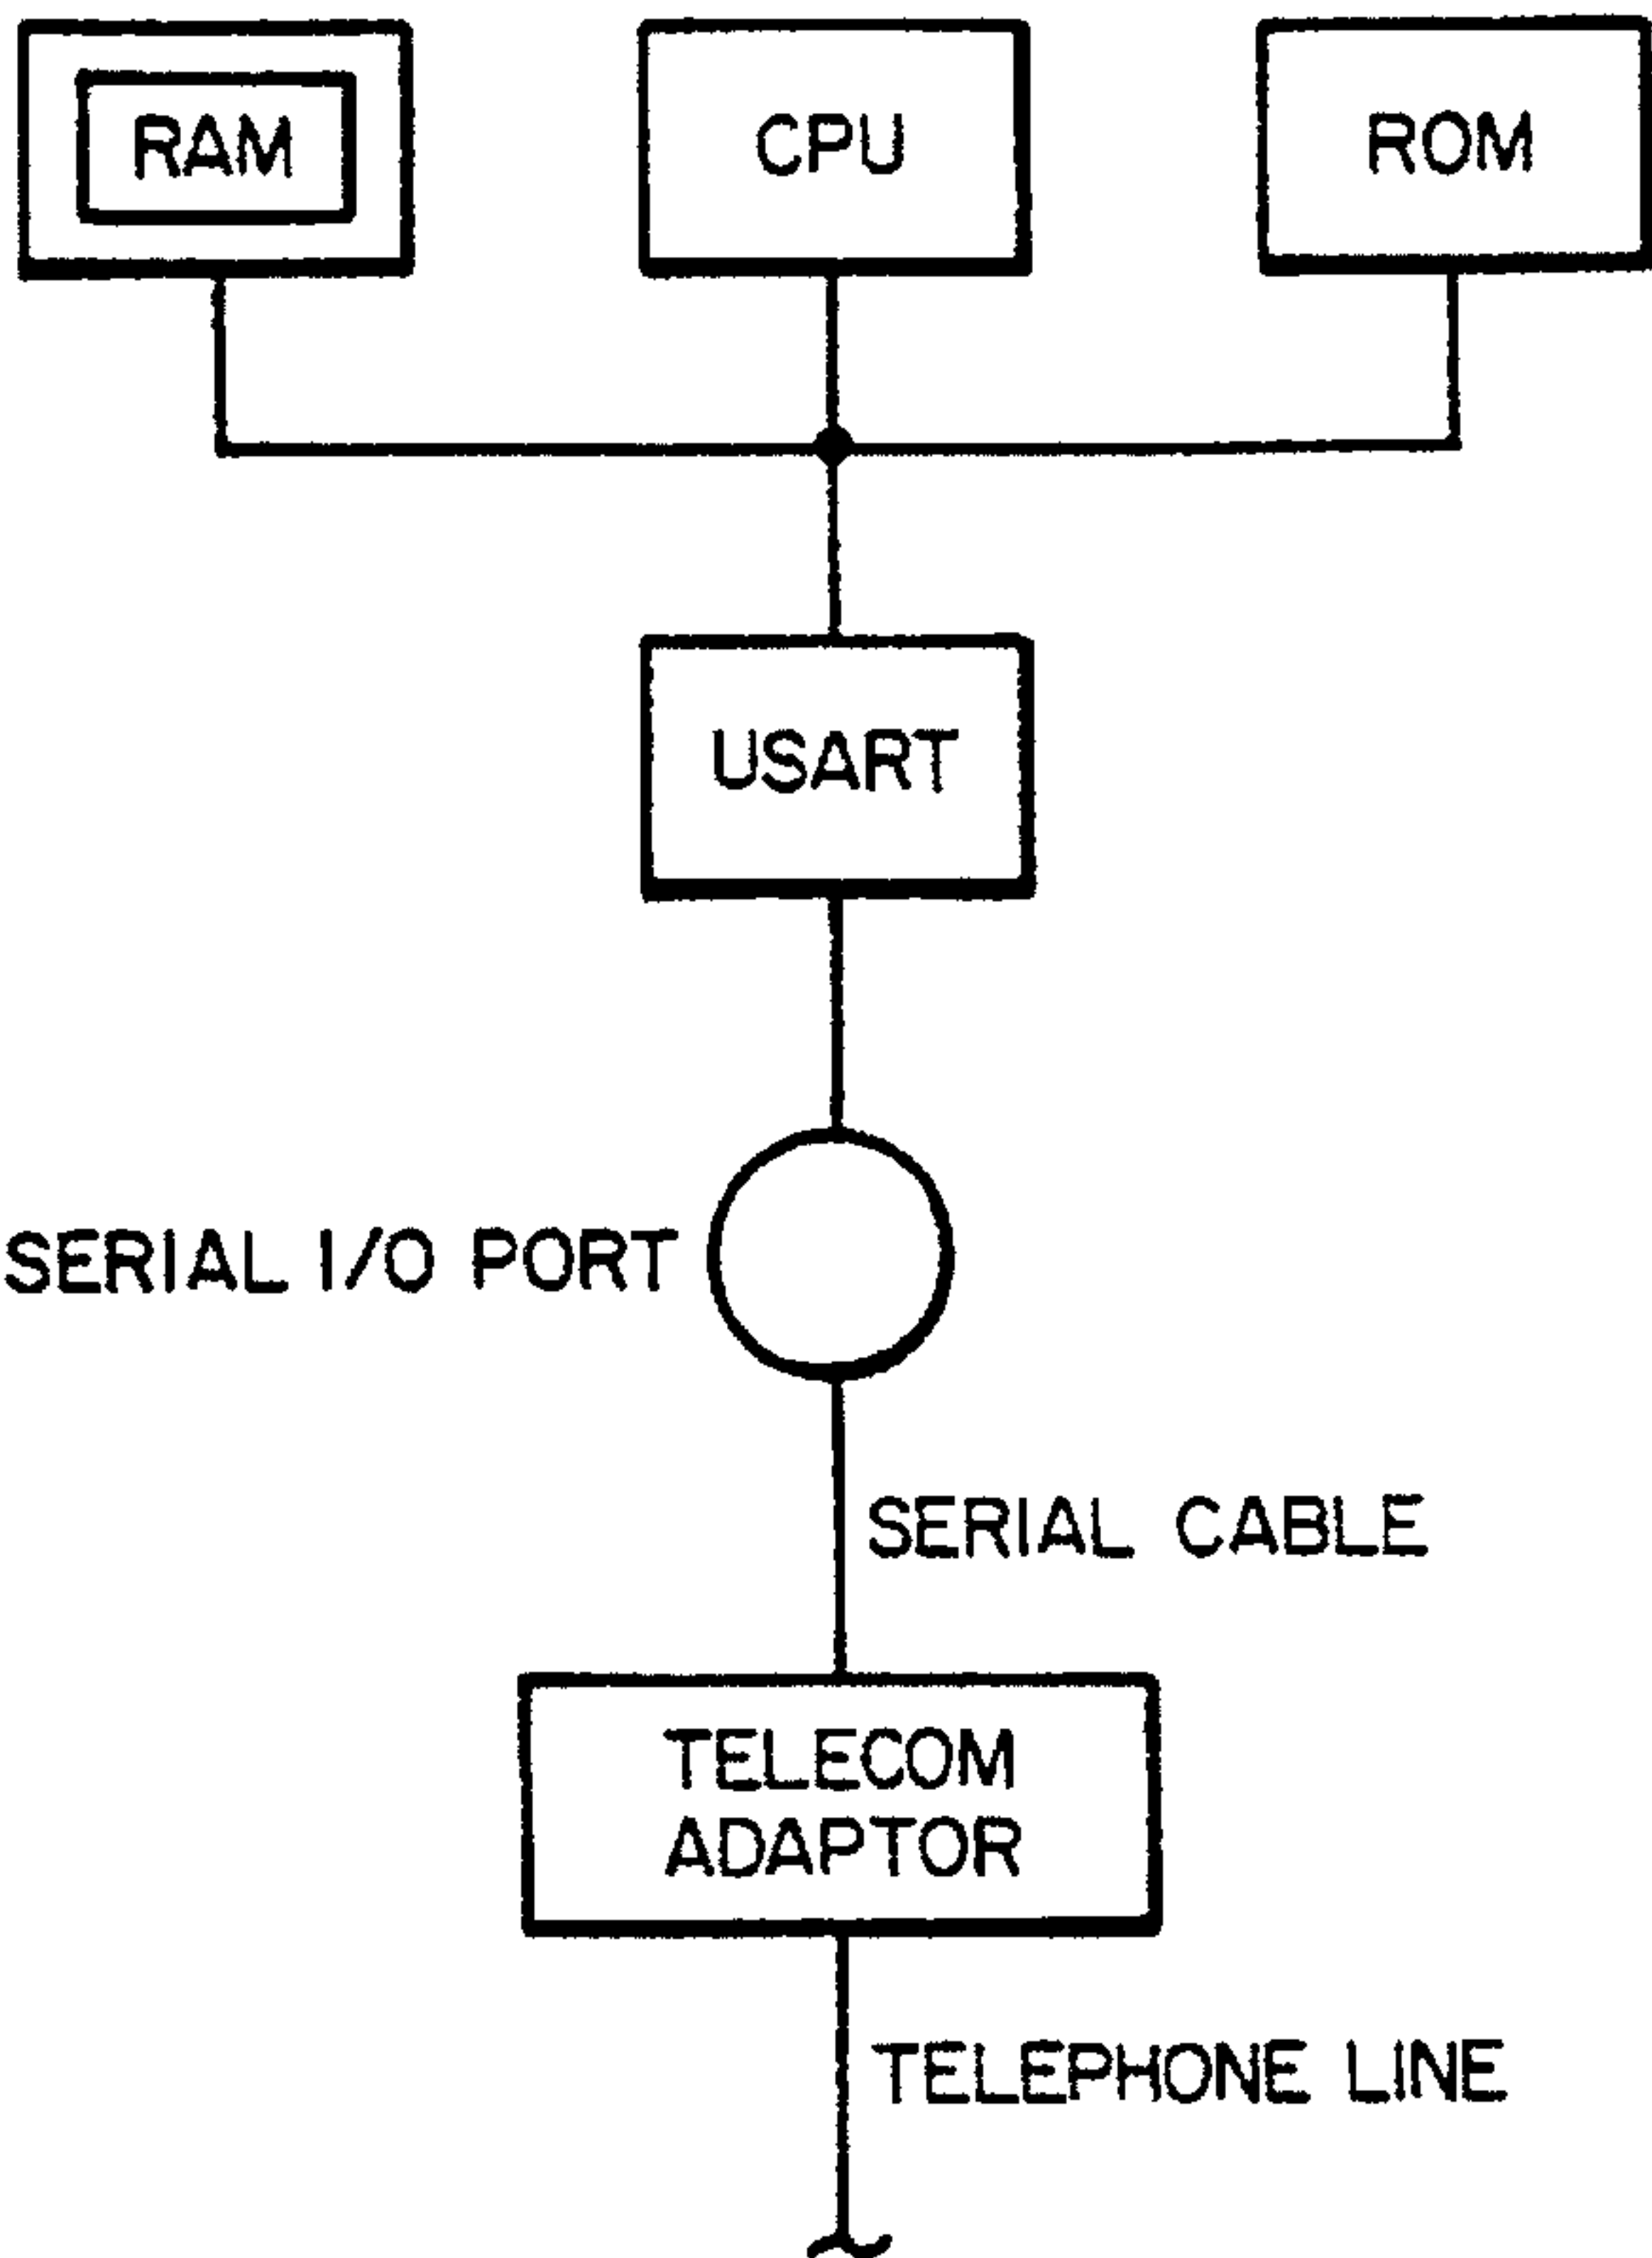 RAM
CPU
ROM
USART
SERIAL I/O PORT
SERIAL CABLE
TELECOM
ADAPTOR
TELEPHONE LINE